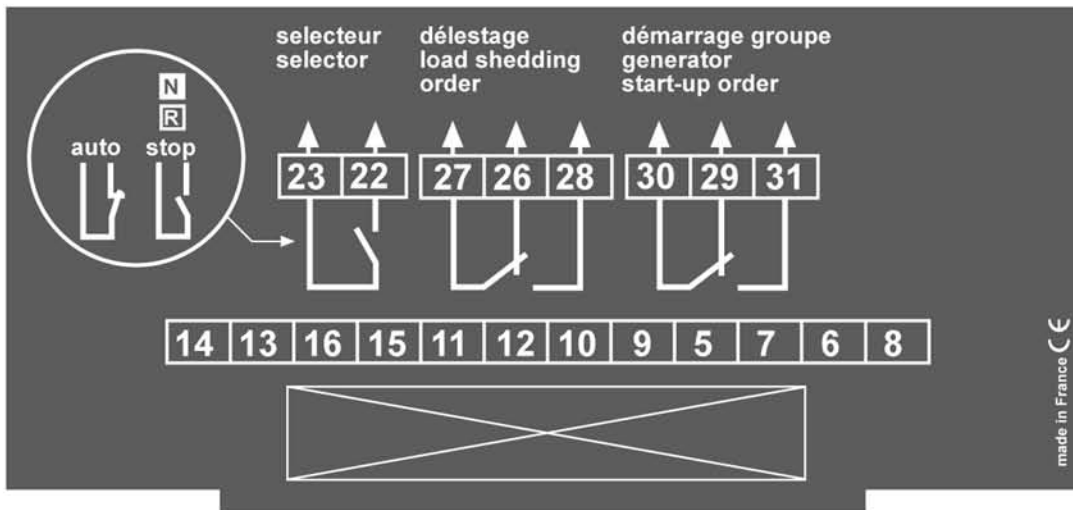 selecteur
selector
délestage
load shedding
order
démarrage groupe
generator
start-up order
N
R
auto stop
23 22
27 26 28
30 29 31
14 13 16 15 11 12 10 9 5 7 6 8
made in France CE